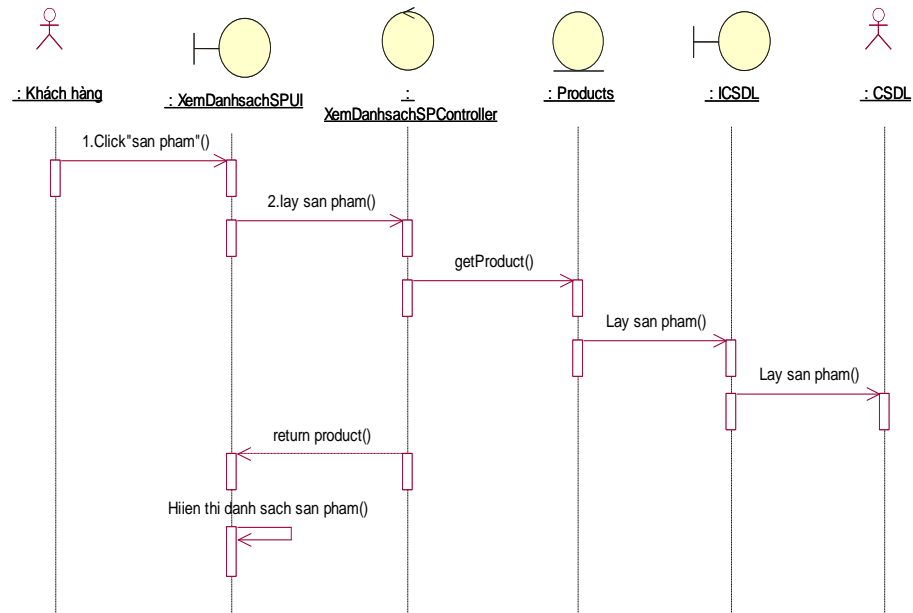 : Khách hàng
: XemDanhsachSPUI
:
XemDanhsachSPController
: Products
: ICSDL
: CSDL
1.Click"san pham"()
2.lay san pham()
getProduct()
Lay san pham()
Lay san pham()
return product()
Hiien thi danh sach san pham()